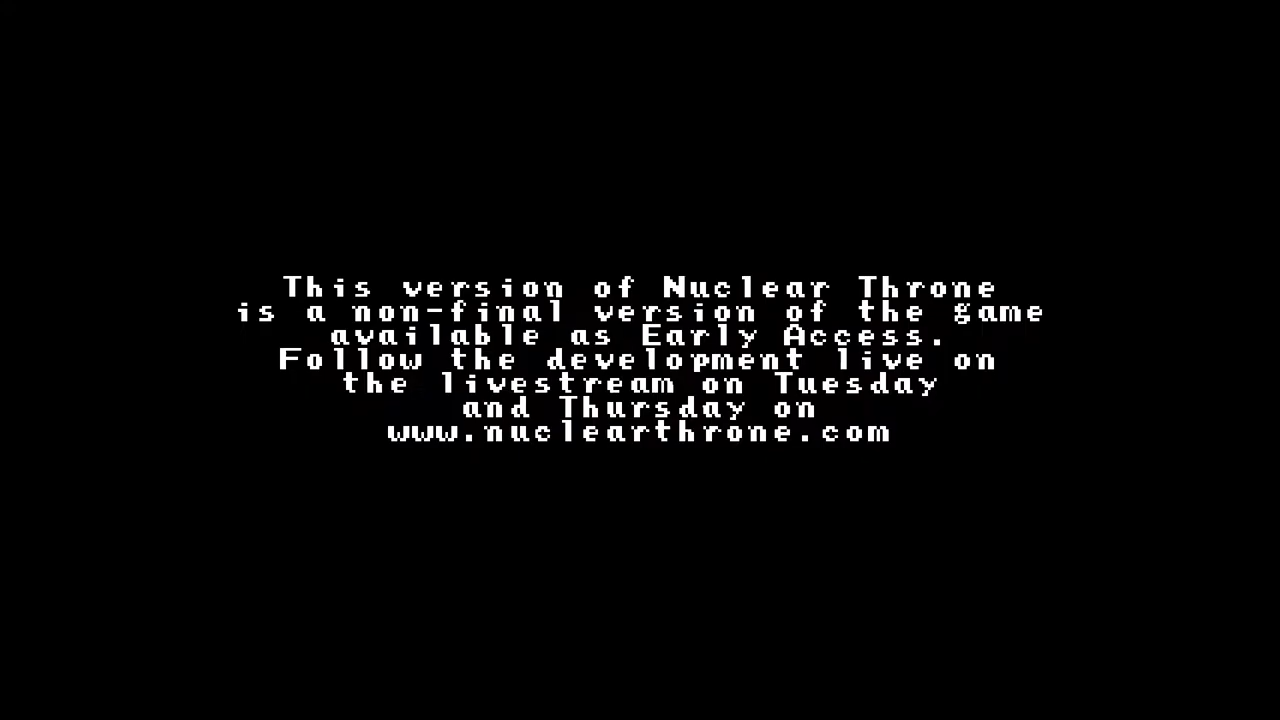 This version of Nuclear Throne
is a non-final version of the game
available as Early Access.
Follow the development live on
the livestream on Tuesday
and Thursday on
www.nuclearthrone.com